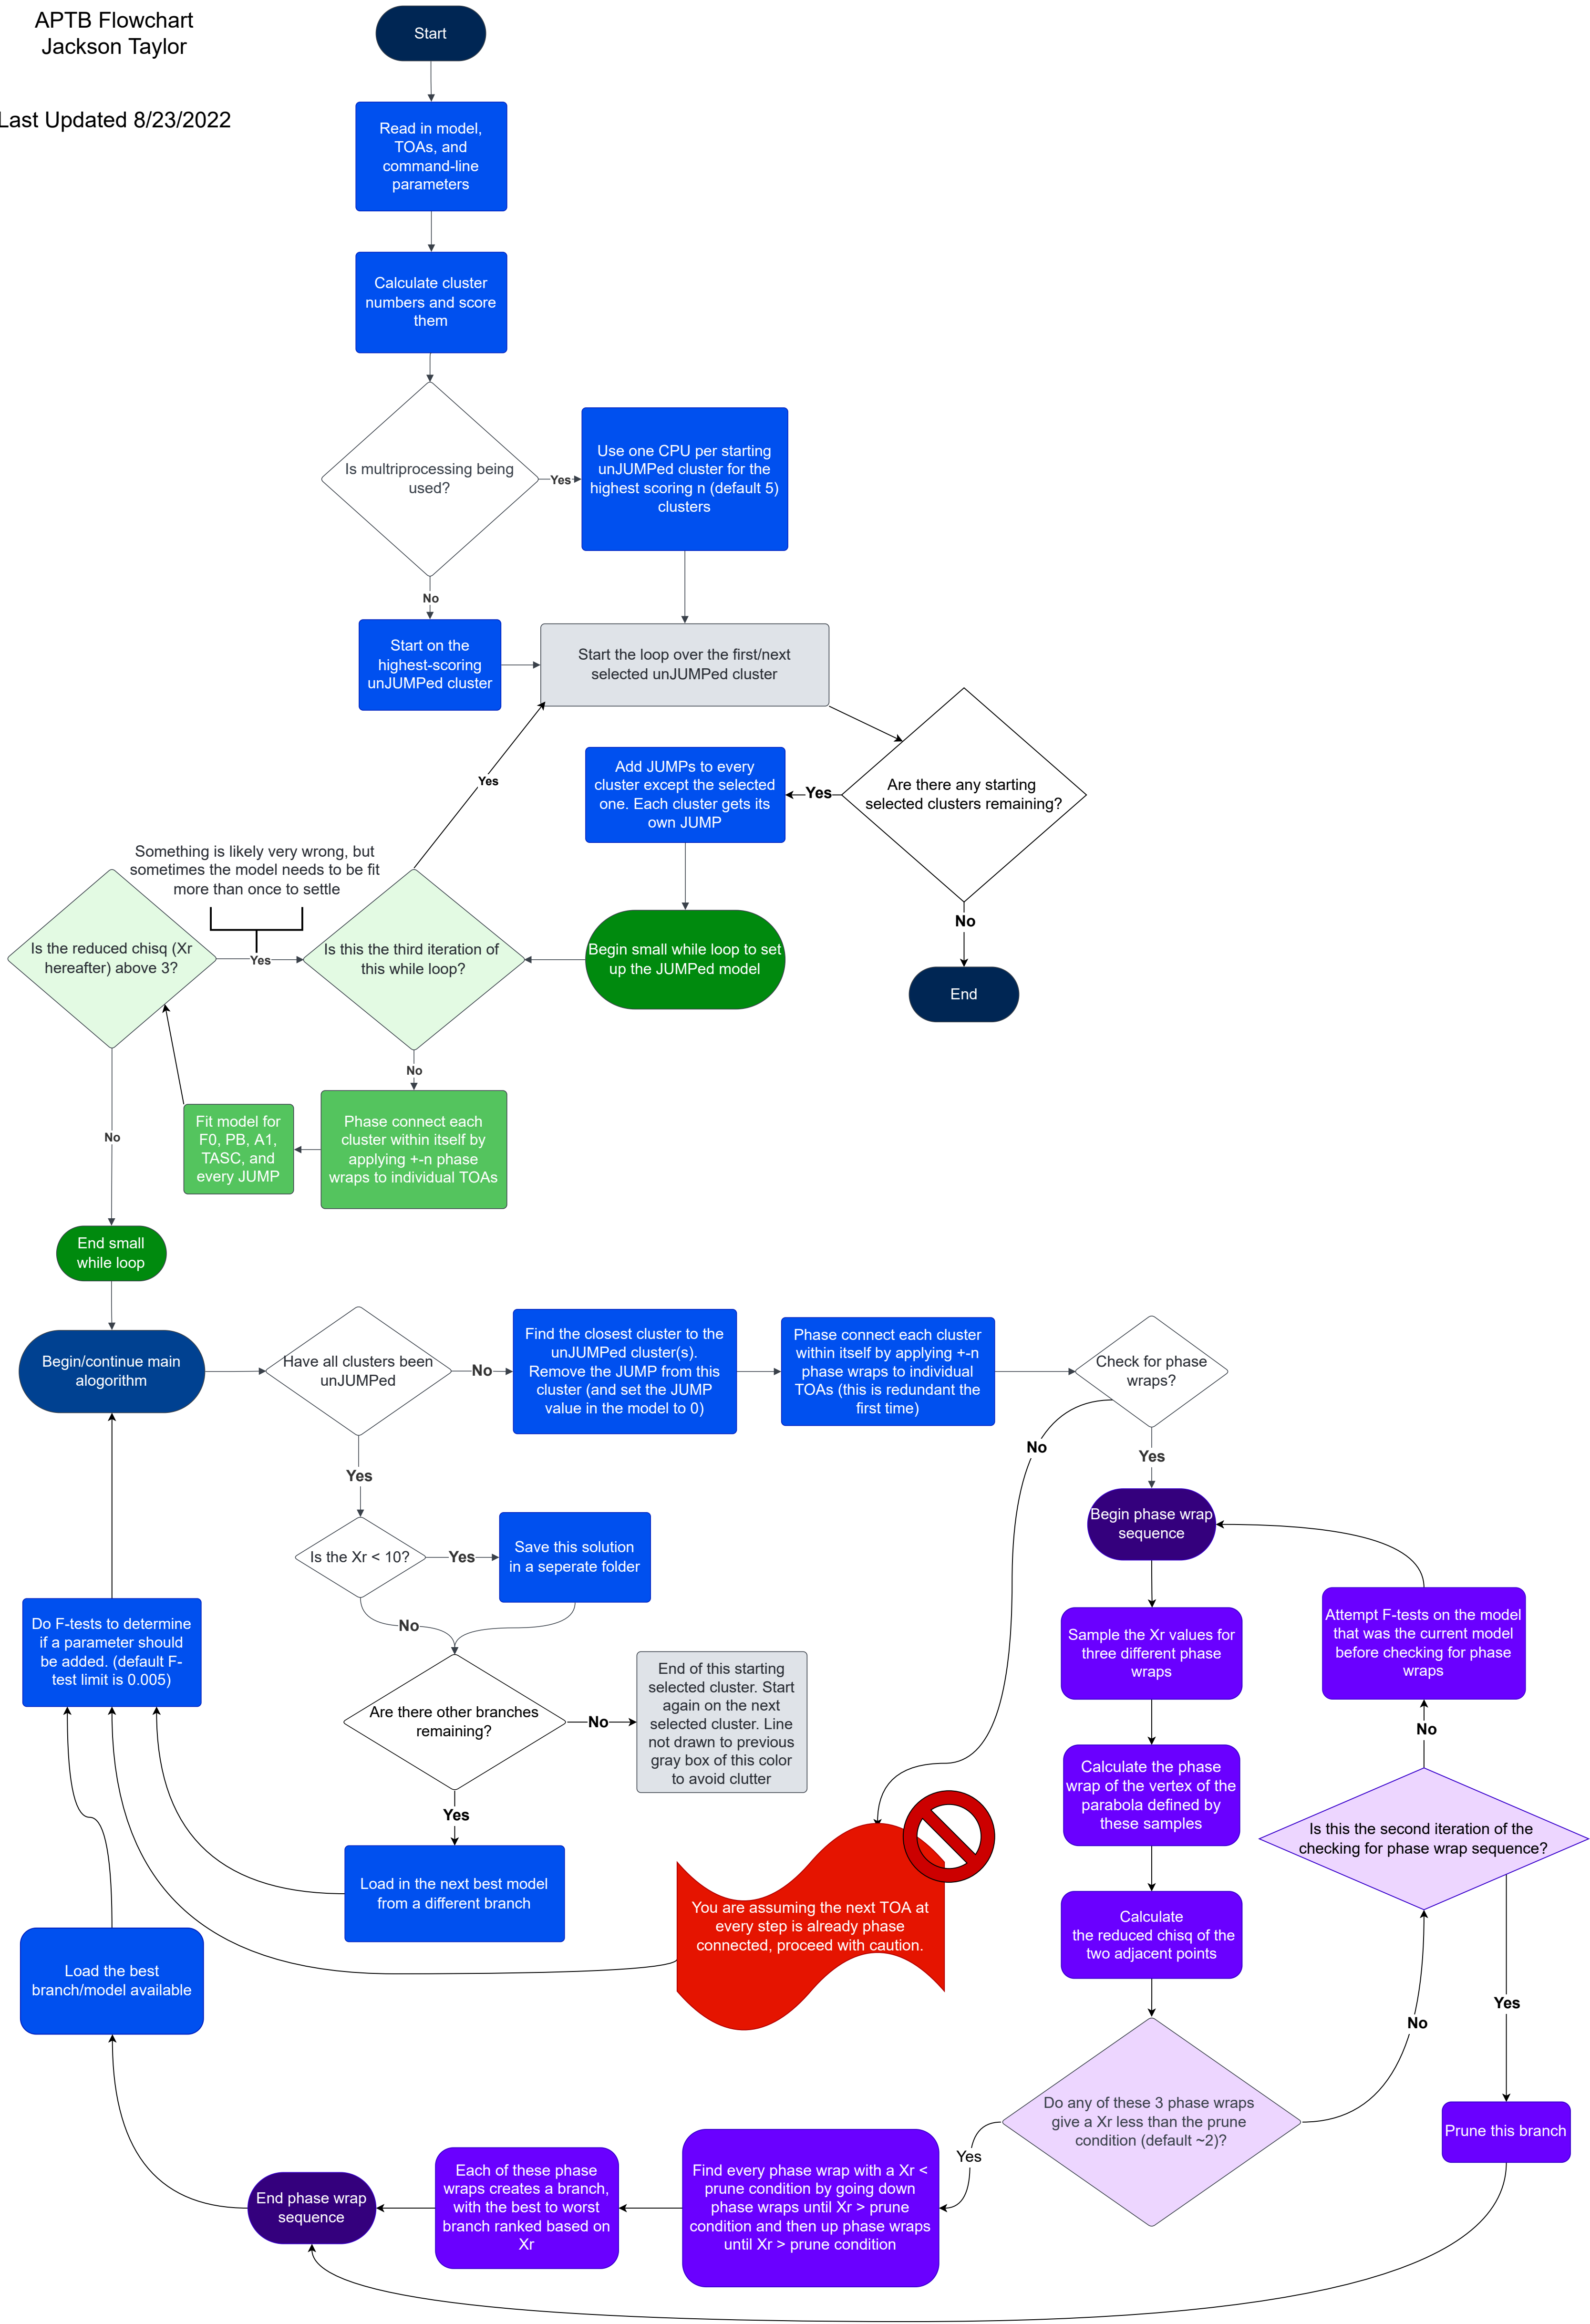 APTB Flowchart
Jackson Taylor
Last Updated 8/23/2022
Start
Read in model,
TOAs, and
command-line
parameters
Calculate cluster
numbers and score
them
Is multriprocessing being
used?
Yes
Use one CPU per starting
unJUMPed cluster for the
highest scoring n (default 5)
clusters
No
Start on the
highest-scoring
unJUMPed cluster
Start the loop over the first/next
selected unJUMPed cluster
Are there any starting
selected clusters remaining?
Yes
Add JUMPs to every
cluster except the selected
one. Each cluster gets its
own JUMP
No
End
Begin small while loop to set
up the JUMPed model
Is this the third iteration of
this while loop?
Yes
Something is likely very wrong, but
sometimes the model needs to be fit
more than once to settle
Is the reduced chisq (Xr
hereafter) above 3?
Yes
No
Phase connect each
cluster within itself by
applying +-n phase
wraps to individual TOAs
Fit model for
F0, PB, A1,
TASC, and
every JUMP
No
End small
while loop
Begin/continue main
alogorithm
Have all clusters been
unJUMPed
No
Find the closest cluster to the
unJUMPed cluster(s).
Remove the JUMP from this
cluster (and set the JUMP
value in the model to 0)
Phase connect each cluster
within itself by applying +-n
phase wraps to individual
TOAs (this is redundant the
first time)
Check for phase
wraps?
No
Yes
Yes
Is the Xr < 10?
Yes
Save this solution
in a seperate folder
No
Are there other branches
remaining?
No
End of this starting
selected cluster. Start
again on the next
selected cluster. Line
not drawn to previous
gray box of this color
to avoid clutter
Yes
Load in the next best model
from a different branch
Do F-tests to determine
if a parameter should
be added. (default F-
test limit is 0.005)
Load the best
branch/model available
You are assuming the next TOA at
every step is already phase
connected, proceed with caution.
Begin phase wrap
sequence
Sample the Xr values for
three different phase
wraps
Calculate the phase
wrap of the vertex of the
parabola defined by
these samples
Calculate
the reduced chisq of the
two adjacent points
Do any of these 3 phase wraps
give a Xr less than the prune
condition (default ~2)?
No
Is this the second iteration of the
checking for phase wrap sequence?
No
Attempt F-tests on the model
that was the current model
before checking for phase
wraps
Yes
Prune this branch
Yes
Find every phase wrap with a Xr <
prune condition by going down
phase wraps until Xr > prune
condition and then up phase wraps
until Xr > prune condition
Each of these phase
wraps creates a branch,
with the best to worst
branch ranked based on
Xr
End phase wrap
sequence